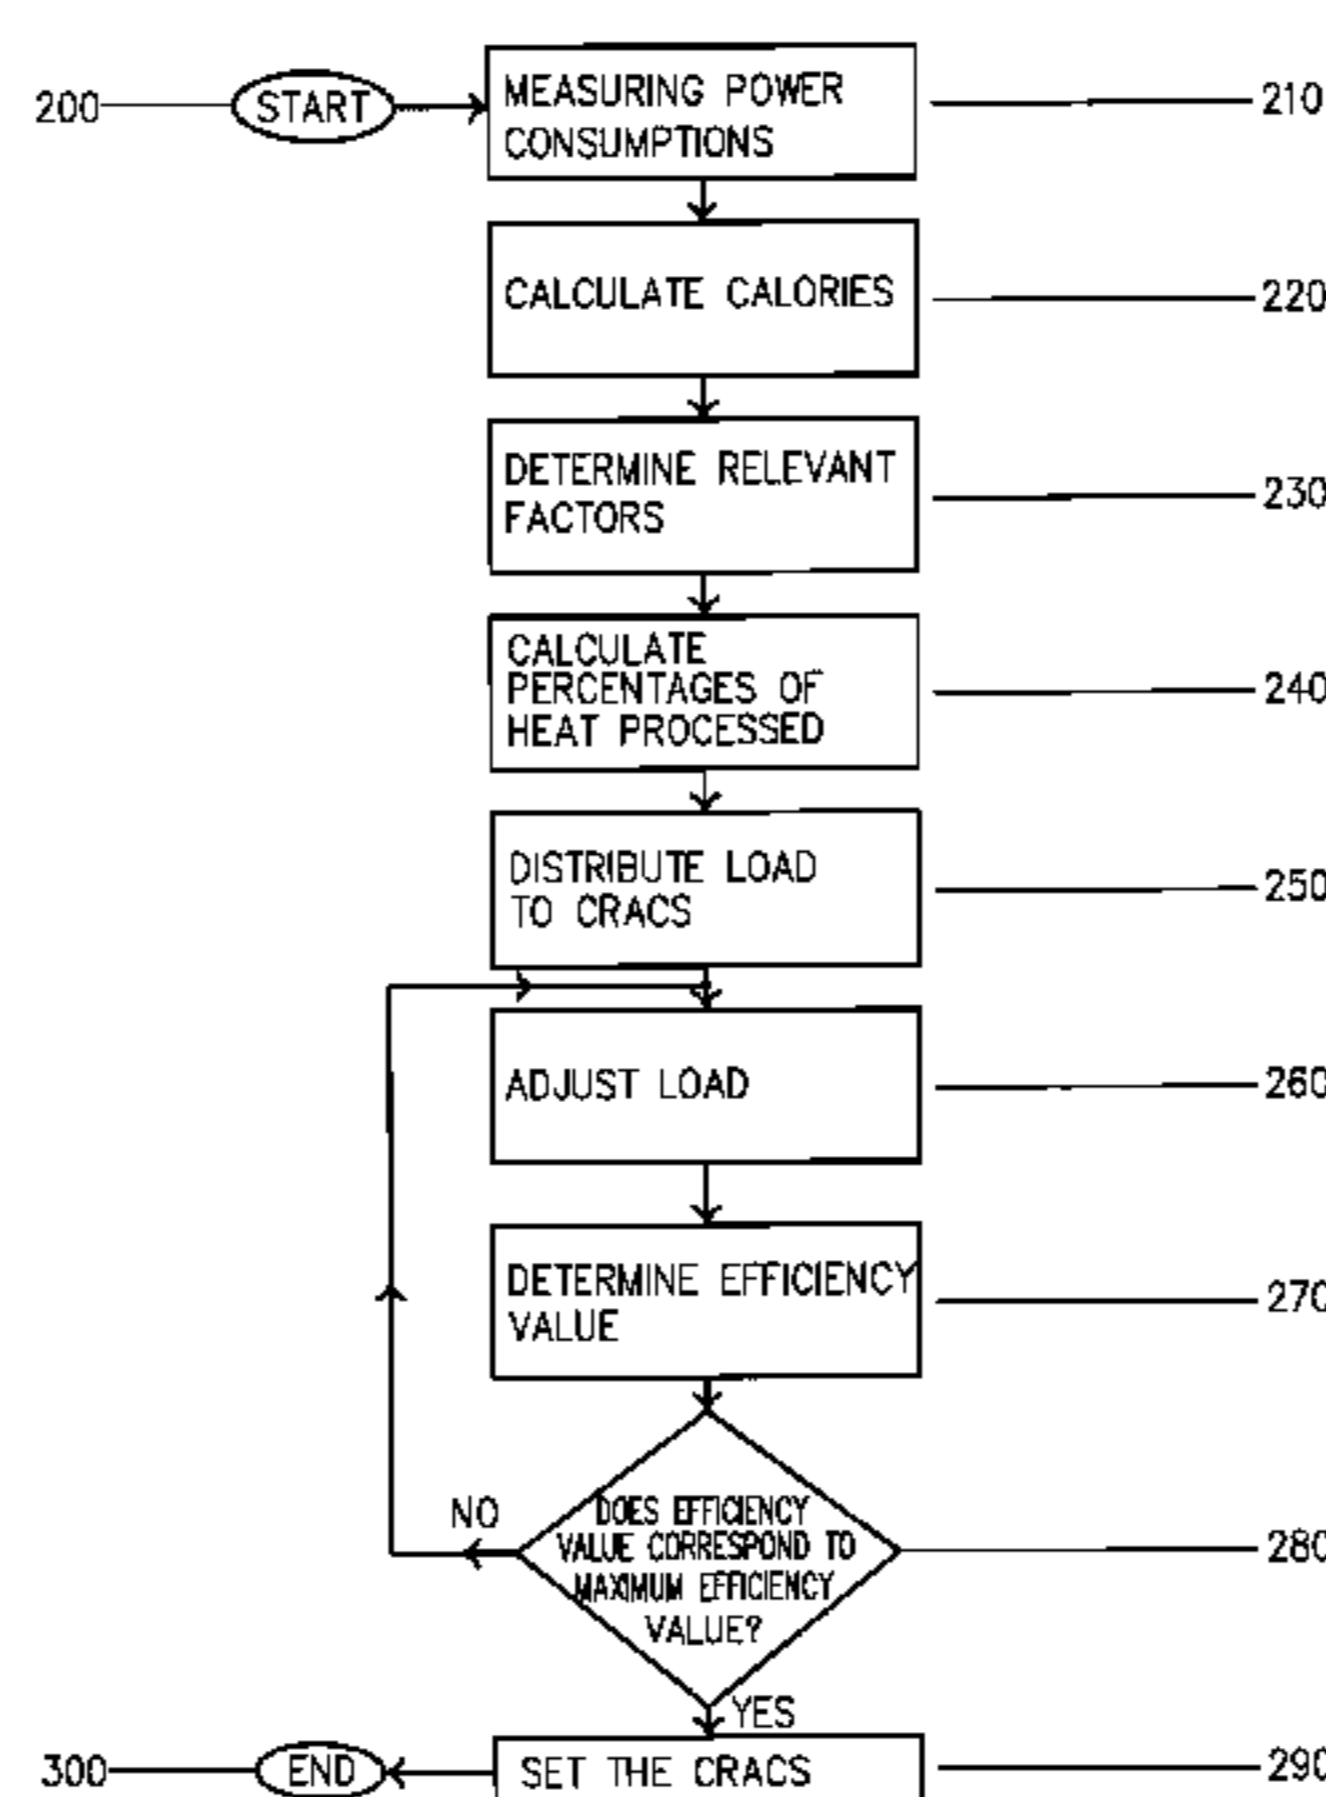 200 START MEASURING POWER 210
CONSUMPTIONS
CALCULATE CALORIES 220
DETERMINE RELEVANT
FACTORS
230
CALCULATE
PERCENTAGES OF
HEAT PROCESSED
240
DISTRIBUTE LOAD
TO CRACS
250
ADJUST LOAD 260
DETERMINE EFFICIENCY
VALUE
270
NO
DOES EFFICIENCY
VALUE CORRESPOND TO
MAXIMUM EFFICIENCY
VALUE?
280
YES
300 END SET THE CRACS 290